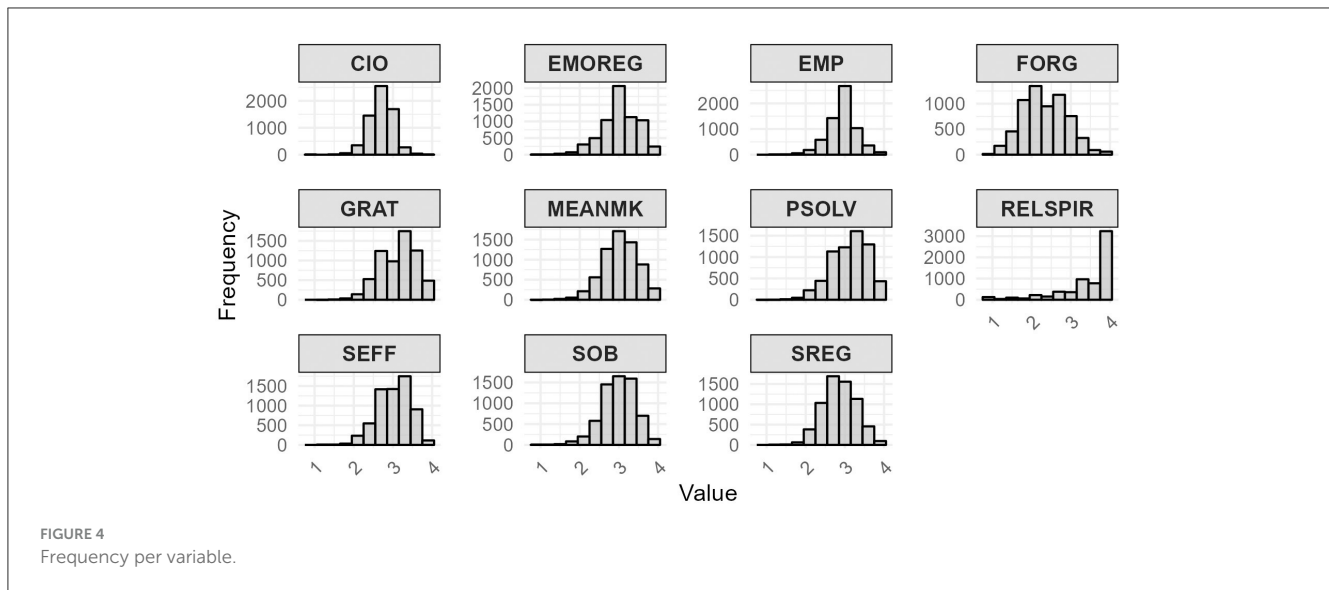 CIO EMOREG EMP FORG
2000 1000 0
2000 1500 1000 500 0
2000 1000 0
1000 500 0
GRAT MEANMK PSOLV RELSPIR
1500 1000 500 0
1500 1000 500 0
1500 1000 500 0
3000 2000 1000 0
1 2 3 4
Frequency
SEFF SOB SREG
1500 1000 500 0
1500 1000 500 0
1500 1000 500 0
1 2 3 4
1 2 3 4
1 2 3 4
Value
FIGURE 4
Frequency per variable.